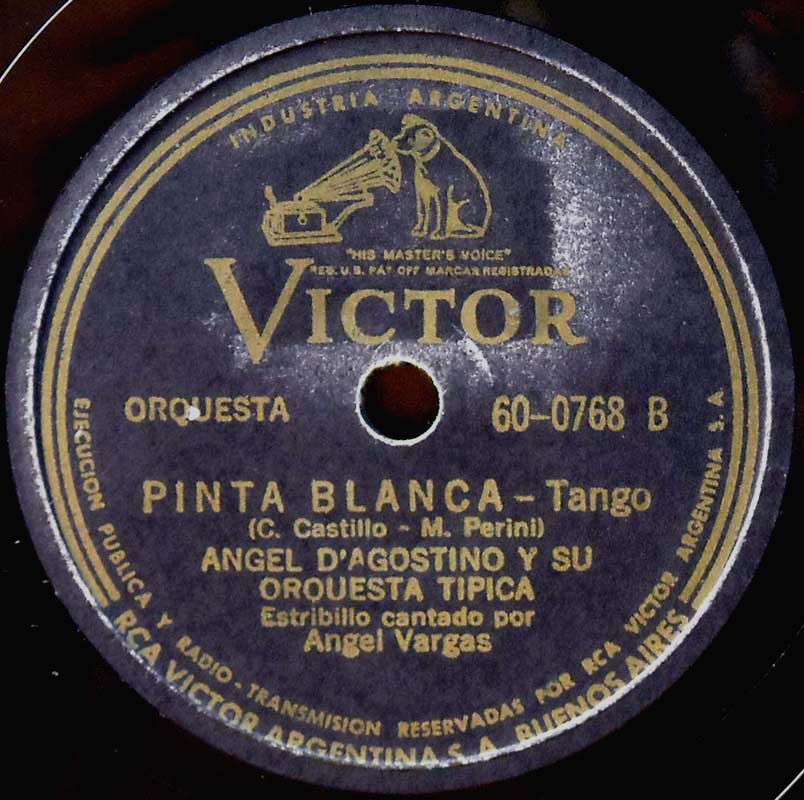 INDUSTRIA ARGENTINA
"HIS MASTER'S VOICE"
REG. U.S. PAT OFF MARCAS REGISTRADAS
VICTOR
ORQUESTA
60-0768 B
PINTA BLANCA - Tango
(C. Castillo - M. Perini)
ANGEL D'AGOSTINO Y SU
ORQUESTA TIPICA
Estribillo cantado por
Angel Vargas
EJECUCION PUBLICA Y RADIO-TRANSMISION RESERVADAS POR RCA VICTOR ARGENTINA S. A.
RCA VICTOR ARGENTINA S. A. BUENOS AIRES